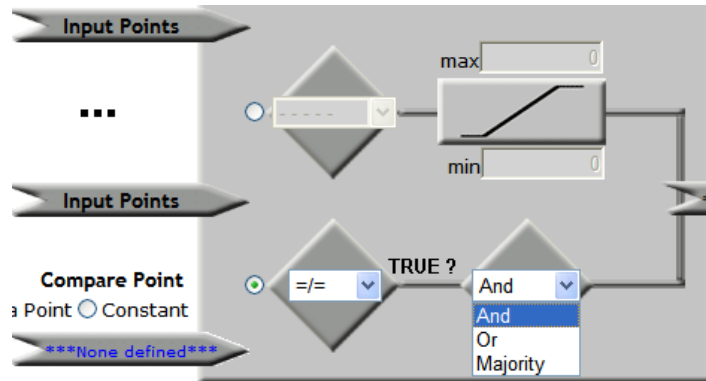 Input Points
max 0
...
- - - - -
min 0
Input Points
TRUE ?
Compare Point
=/= And
a Point Constant
And
Or
***None defined***
Majority